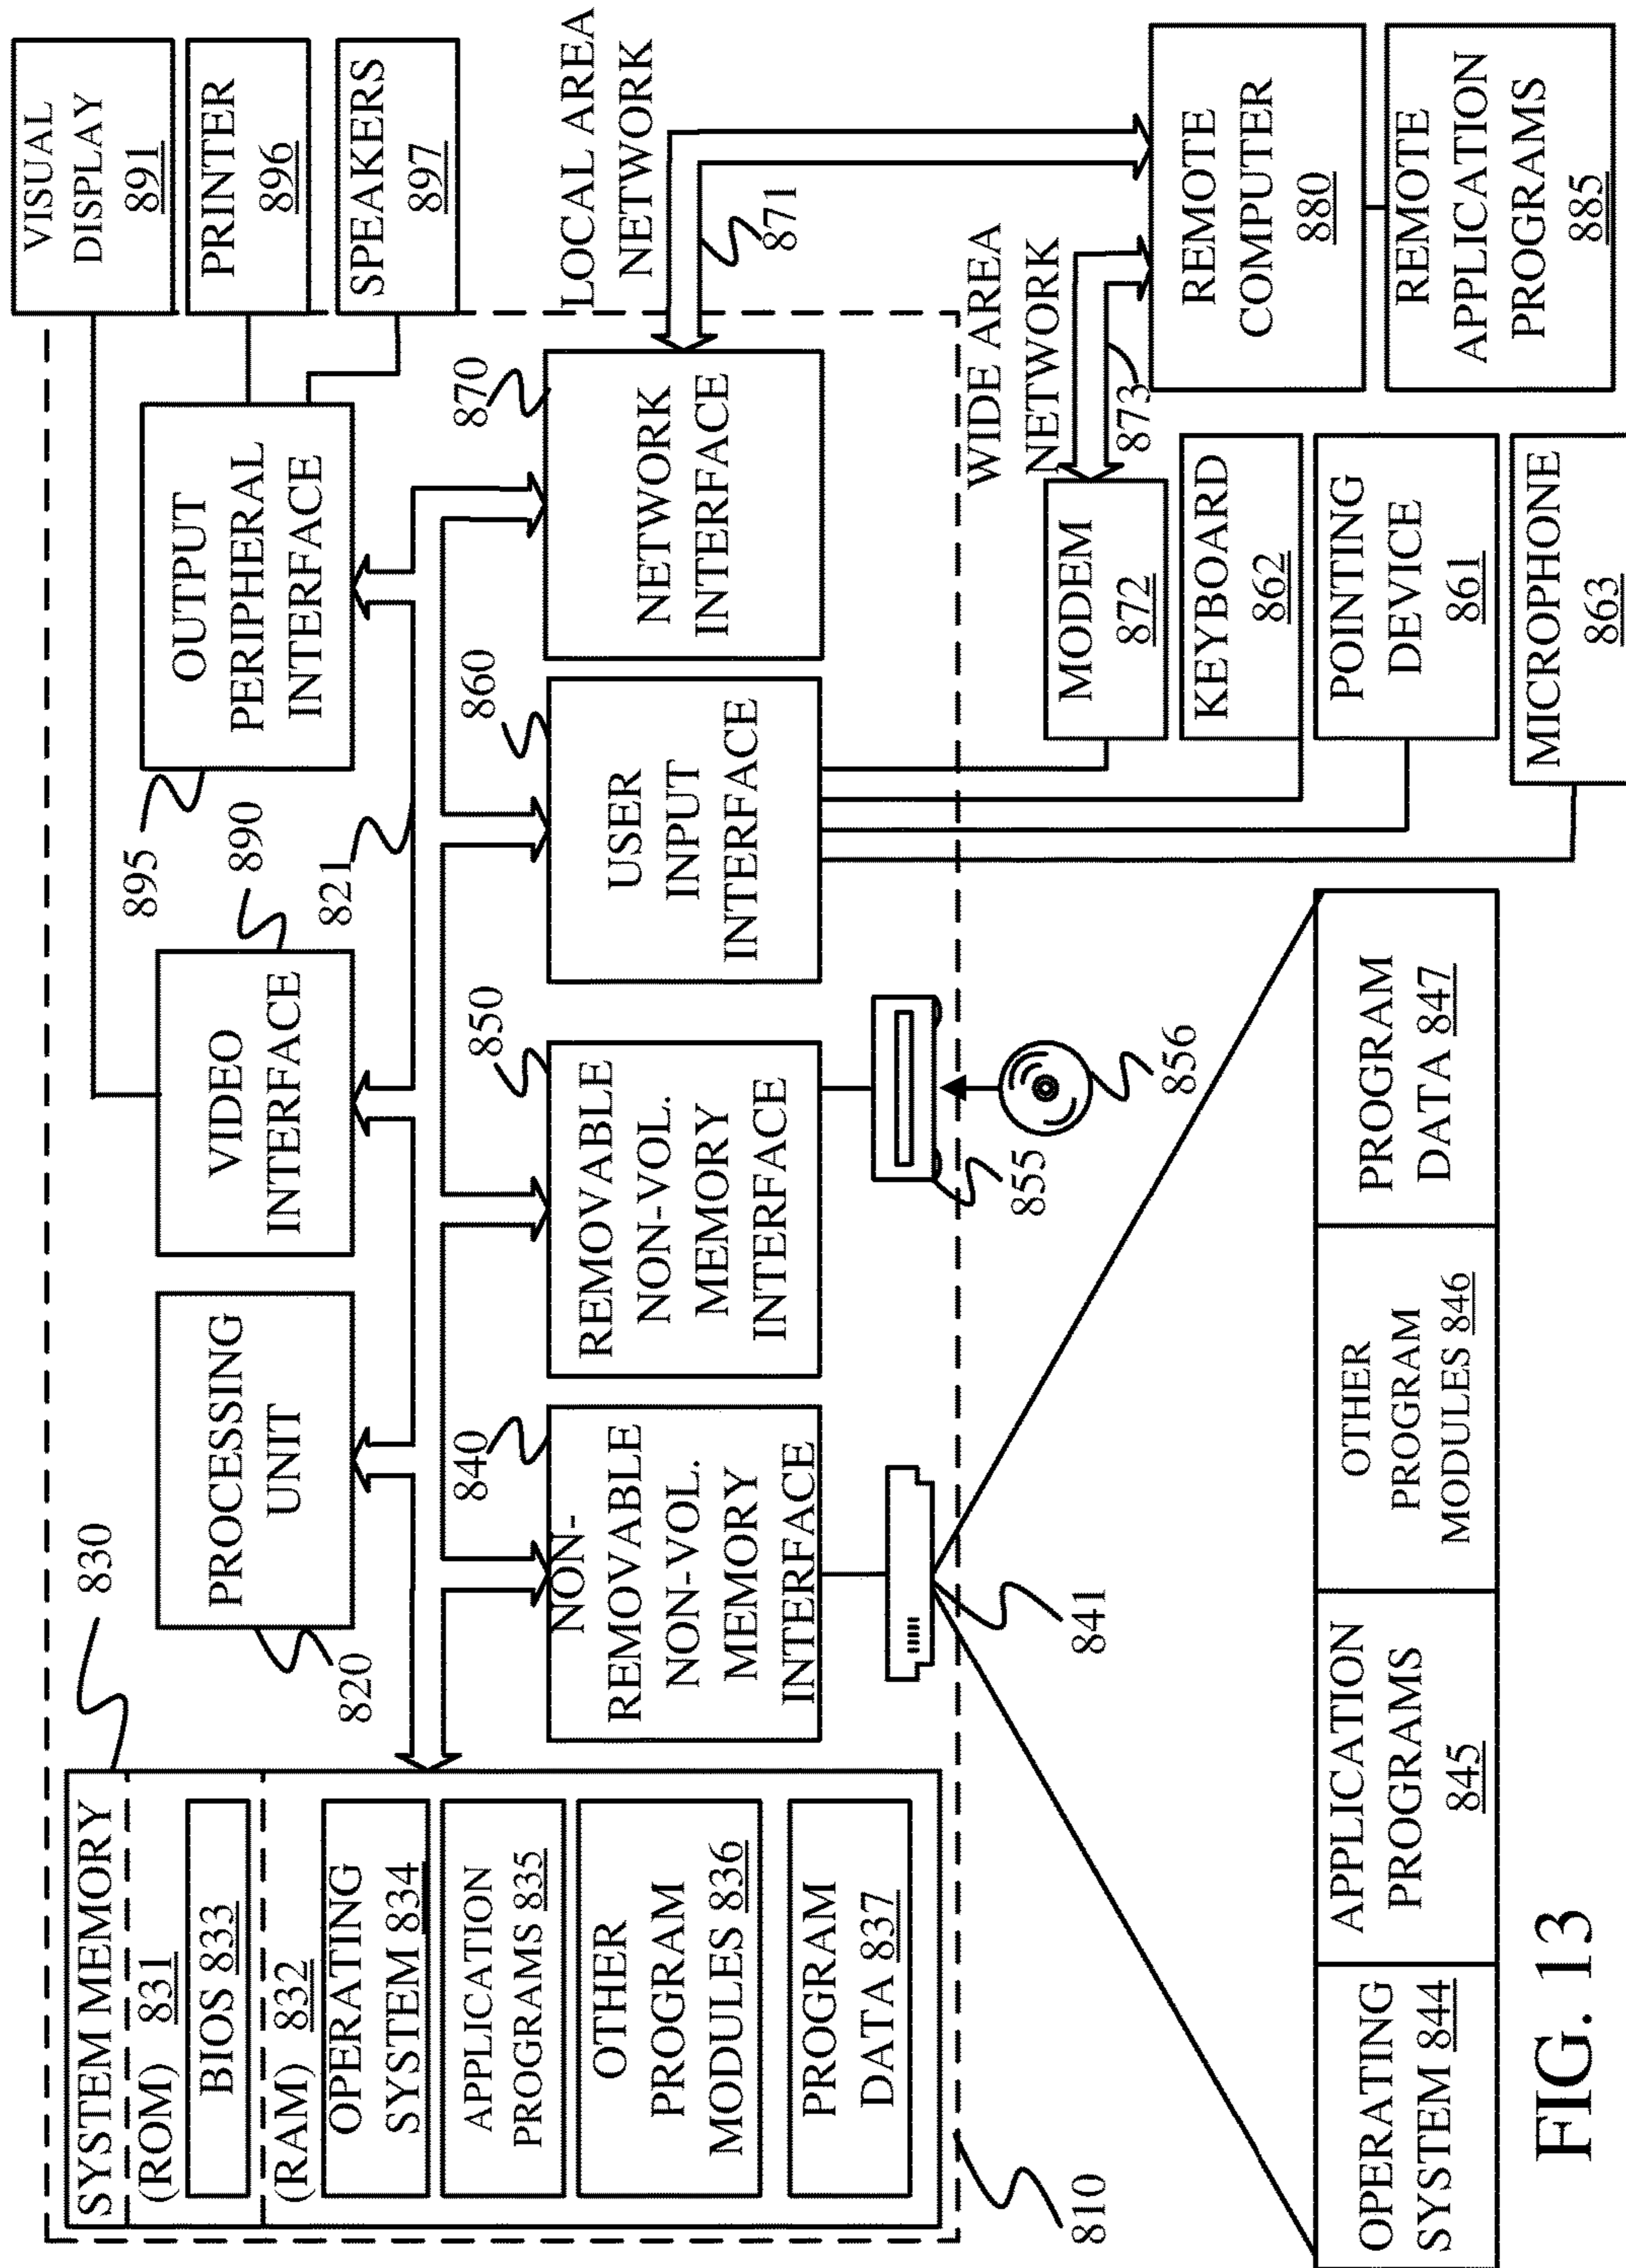 SYSTEM MEMORY
(ROM) 831
BIOS 833
(RAM) 832
OPERATING
SYSTEM 834
APPLICATION
PROGRAMS 835
OTHER
PROGRAM
MODULES 836
PROGRAM
DATA 837
810
830
PROCESSING
UNIT
820
VIDEO
INTERFACE
890
821
OUTPUT
PERIPHERAL
INTERFACE
895
VISUAL
DISPLAY
891
PRINTER
896
SPEAKERS
897
NON-
REMOVABLE
NON-VOL.
MEMORY
INTERFACE
840
REMOVABLE
NON-VOL.
MEMORY
INTERFACE
850
USER
INPUT
INTERFACE
860
NETWORK
INTERFACE
870
LOCAL AREA
NETWORK
871
841
855
856
WIDE AREA
NETWORK
873
MODEM
872
KEYBOARD
862
POINTING
DEVICE
861
MICROPHONE
863
REMOTE
COMPUTER
880
REMOTE
APPLICATION
PROGRAMS
885
OPERATING
SYSTEM 844
APPLICATION
PROGRAMS
845
OTHER
PROGRAM
MODULES 846
PROGRAM
DATA 847
FIG. 13